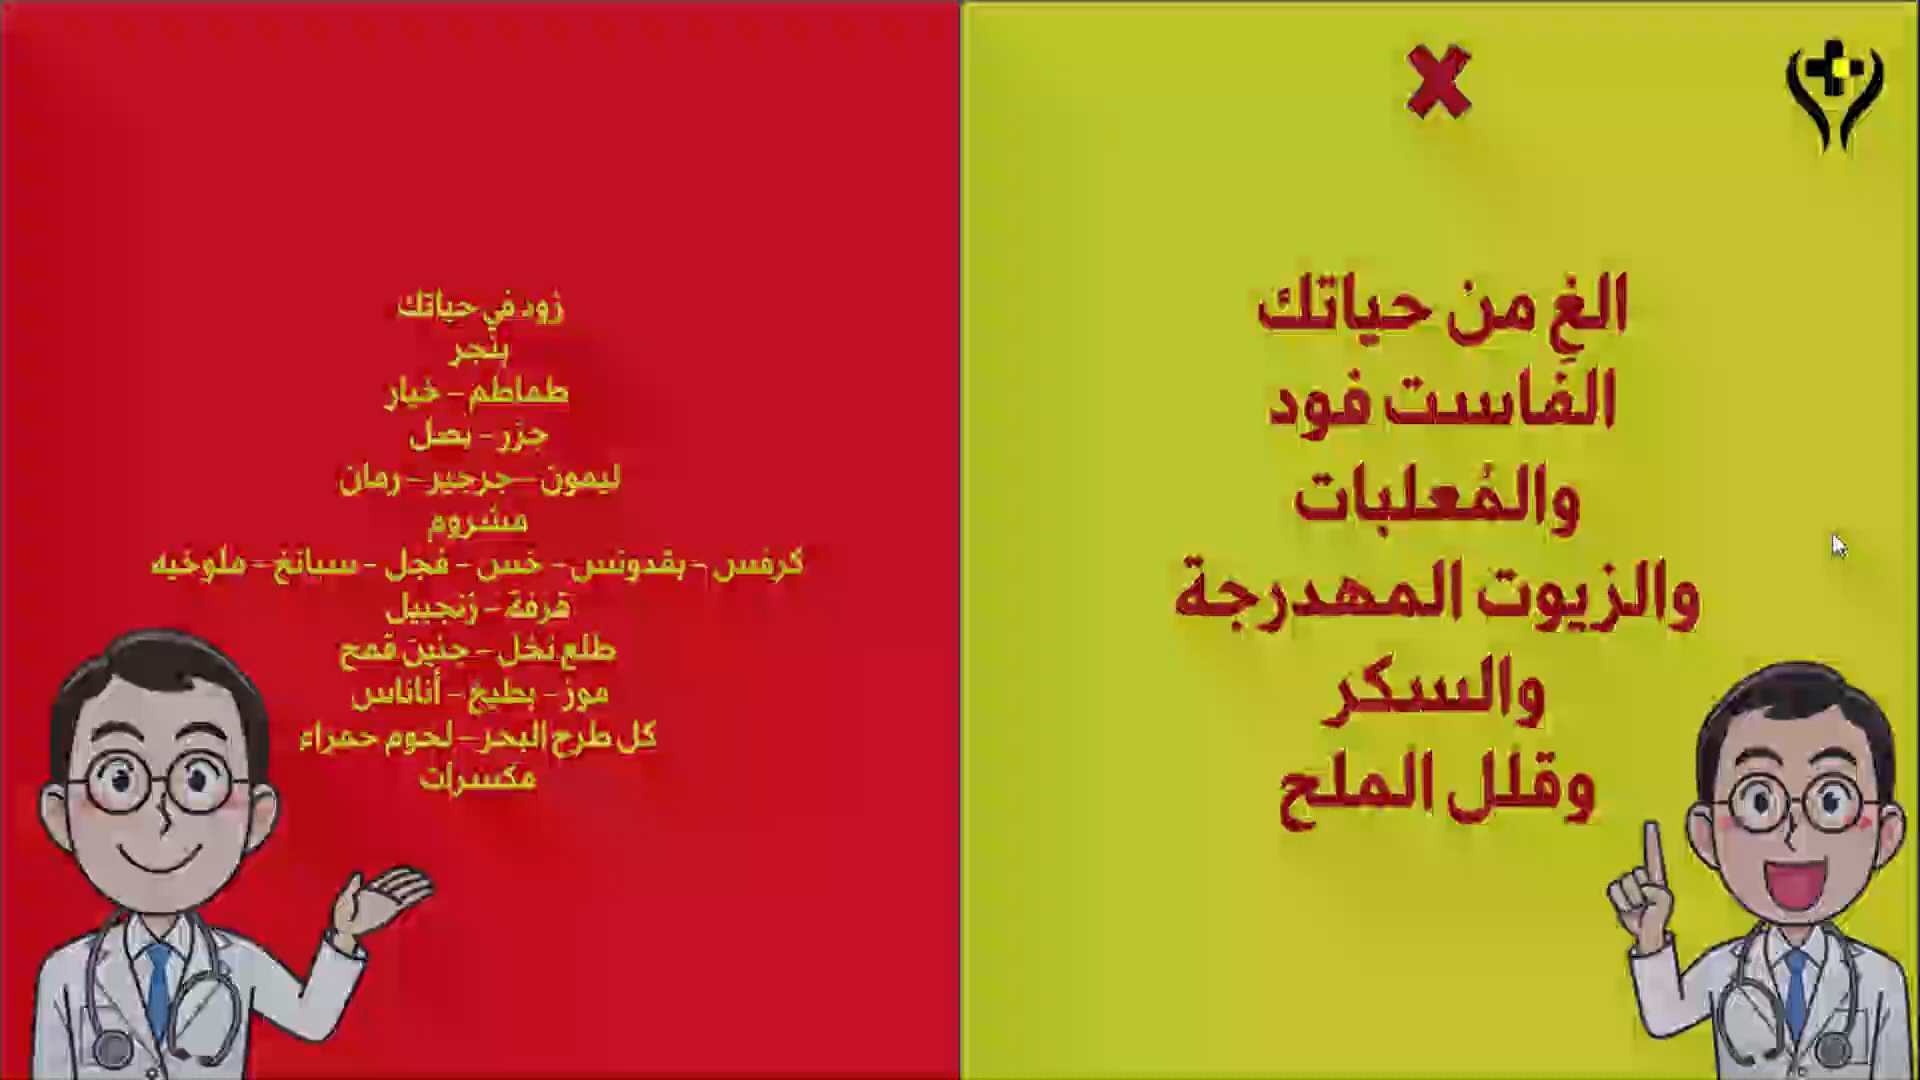 الغِ من حياتك
الفاست فود
والمُعلبات
والزيوت المهدرجة
والسكر
وقلل الملح
زود في حياتك
بنجر
طماطم - خيار
جزر - بصل
ليمون - جرجير - رمان
مشروم
كرفس - بقدونس - خس - فجل - سبانخ - ملوخيه
قرفة - زنجبيل
طلع نخل - جنين قمح
موز - بطيخ - أناناس
كل طرح البحر - لحوم حمراء
مكسرات